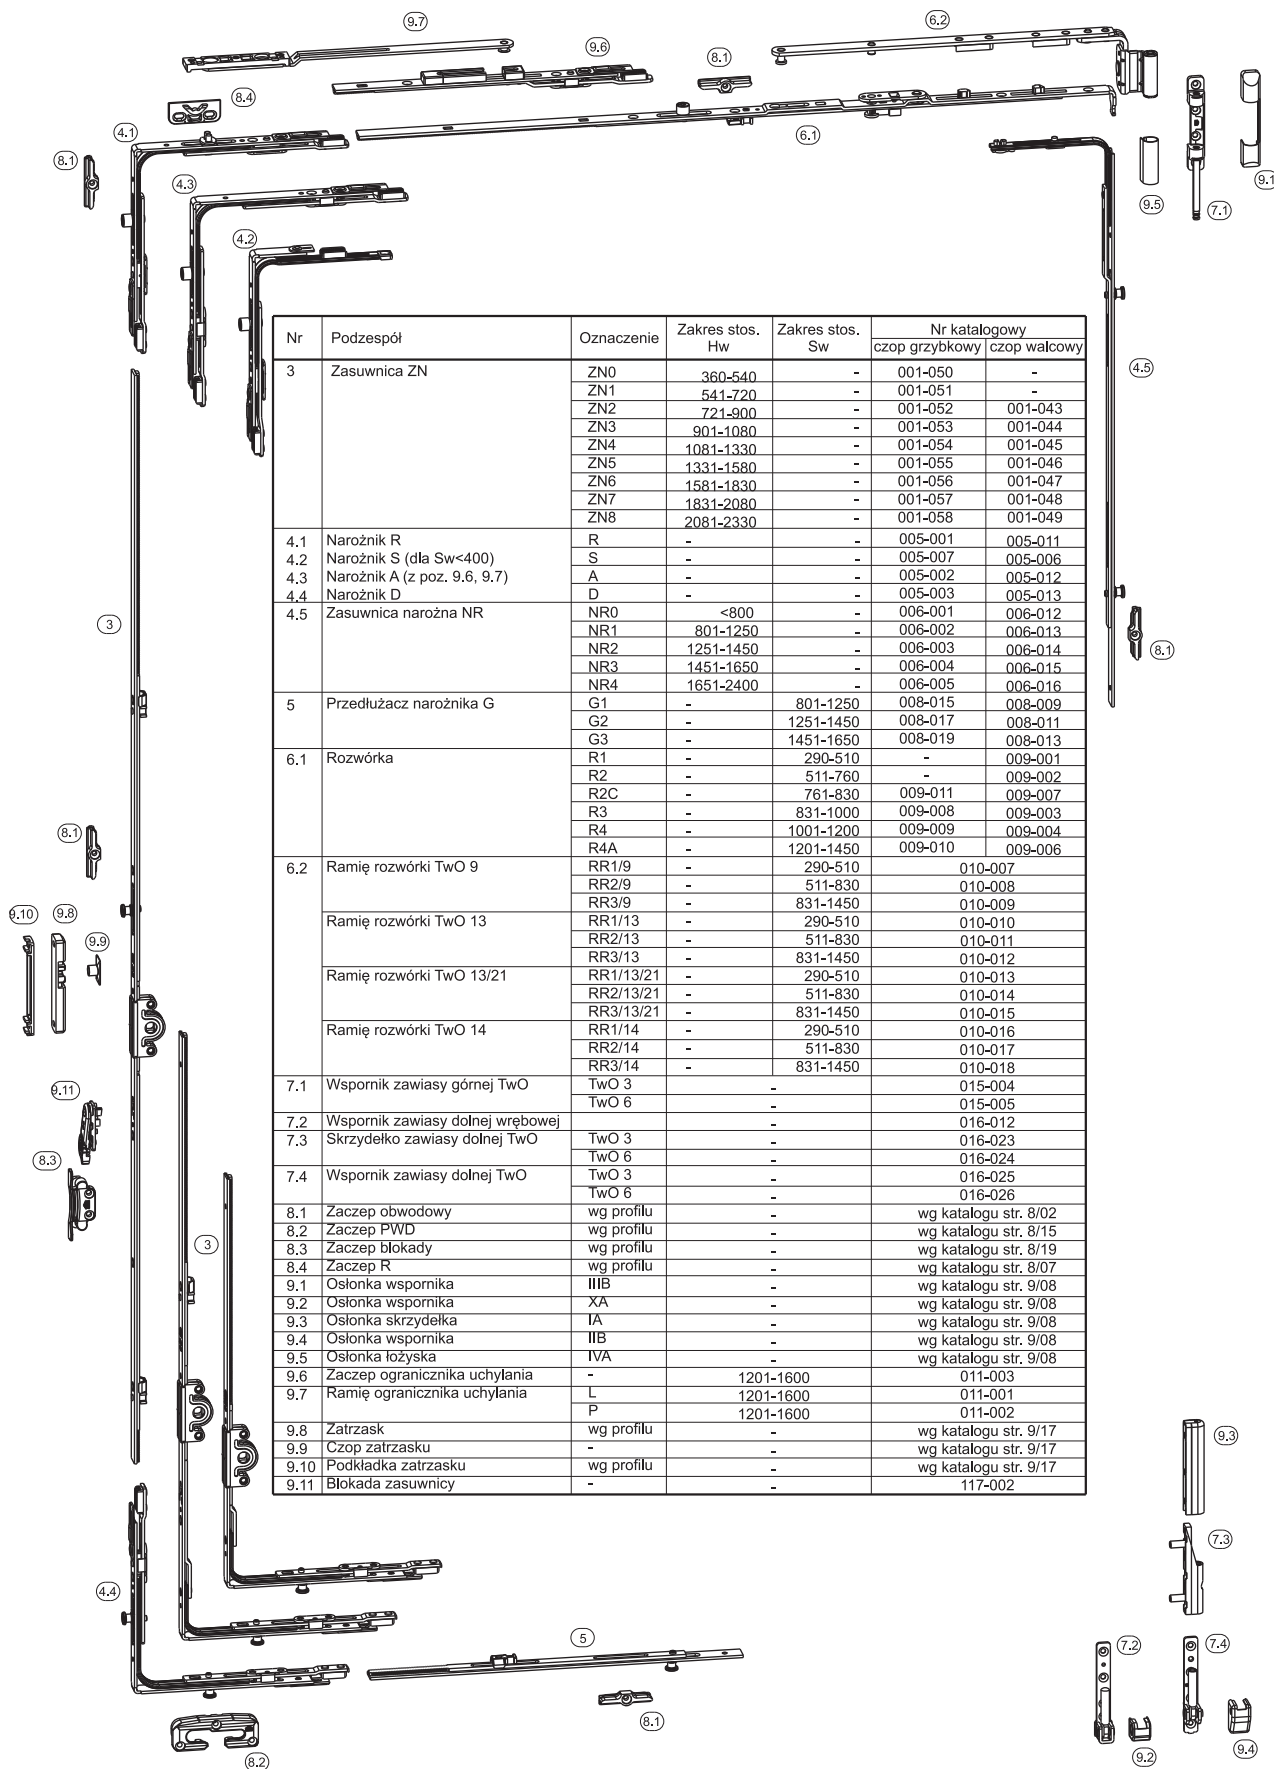 9.7
6.2
9.6
8.1
8.4
4.1
6.1
8.1
4.3
9.5
7.1
9.1
4.2
4.5
Nr Podzespół Oznaczenie Zakres stos. Hw Zakres stos. Sw Nr katalogowy
czop grzybkowy czop walcowy
3 Zasuwnica ZN ZN0 360-540 - 001-050 -
ZN1 541-720 - 001-051 -
ZN2 721-900 - 001-052 001-043
ZN3 901-1080 - 001-053 001-044
ZN4 1081-1330 - 001-054 001-045
ZN5 1331-1580 - 001-055 001-046
ZN6 1581-1830 - 001-056 001-047
ZN7 1831-2080 - 001-057 001-048
ZN8 2081-2330 - 001-058 001-049
4.1 Narożnik R R - - 005-001 005-011
4.2 Narożnik S (dla Sw<400) S - - 005-007 005-006
4.3 Narożnik A (z poz. 9.6, 9.7) A - - 005-002 005-012
4.4 Narożnik D D - - 005-003 005-013
4.5 Zasuwnica narożna NR NR0 <800 - 006-001 006-012
NR1 801-1250 - 006-002 006-013
NR2 1251-1450 - 006-003 006-014
NR3 1451-1650 - 006-004 006-015
NR4 1651-2400 - 006-005 006-016
5 Przedłużacz narożnika G G1 - 801-1250 008-015 008-009
G2 - 1251-1450 008-017 008-011
G3 - 1451-1650 008-019 008-013
6.1 Rozwórka R1 - 290-510 - 009-001
R2 - 511-760 - 009-002
R2C - 761-830 009-011 009-007
R3 - 831-1000 009-008 009-003
R4 - 1001-1200 009-009 009-004
R4A - 1201-1450 009-010 009-006
6.2 Ramię rozwórki TwO 9 RR1/9 - 290-510 010-007
RR2/9 - 511-830 010-008
RR3/9 - 831-1450 010-009
Ramię rozwórki TwO 13 RR1/13 - 290-510 010-010
RR2/13 - 511-830 010-011
RR3/13 - 831-1450 010-012
Ramię rozwórki TwO 13/21 RR1/13/21 - 290-510 010-013
RR2/13/21 - 511-830 010-014
RR3/13/21 - 831-1450 010-015
Ramię rozwórki TwO 14 RR1/14 - 290-510 010-016
RR2/14 - 511-830 010-017
RR3/14 - 831-1450 010-018
7.1 Wspornik zawiasy górnej TwO TwO 3 - 015-004
TwO 6 - 015-005
7.2 Wspornik zawiasy dolnej wrębowej - 016-012
7.3 Skrzydełko zawiasy dolnej TwO TwO 3 - 016-023
TwO 6 - 016-024
7.4 Wspornik zawiasy dolnej TwO TwO 3 - 016-025
TwO 6 - 016-026
8.1 Zaczep obwodowy wg profilu - wg katalogu str. 8/02
8.2 Zaczep PWD wg profilu - wg katalogu str. 8/15
8.3 Zaczep blokady wg profilu - wg katalogu str. 8/19
8.4 Zaczep R wg profilu - wg katalogu str. 8/07
9.1 Osłonka wspornika IIIB - wg katalogu str. 9/08
9.2 Osłonka wspornika XA - wg katalogu str. 9/08
9.3 Osłonka skrzydełka IA - wg katalogu str. 9/08
9.4 Osłonka wspornika IIB - wg katalogu str. 9/08
9.5 Osłonka łożyska IVA - wg katalogu str. 9/08
9.6 Zaczep ogranicznika uchylania - 1201-1600 011-003
9.7 Ramię ogranicznika uchylania L 1201-1600 011-001
P 1201-1600 011-002
9.8 Zatrzask wg profilu - wg katalogu str. 9/17
9.9 Czop zatrzasku - - wg katalogu str. 9/17
9.10 Podkładka zatrzasku wg profilu - wg katalogu str. 9/17
9.11 Blokada zasuwnicy - - 117-002
3
8.1
8.1
9.10
9.8
9.9
9.11
8.3
3
9.3
7.3
4.4
5
7.2
7.4
8.1
8.2
9.2
9.4